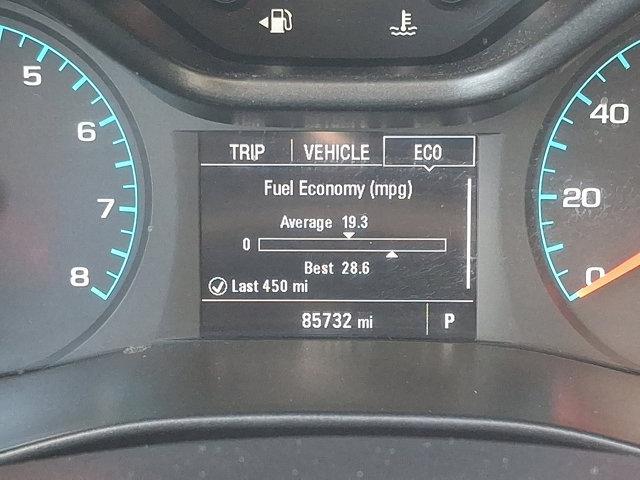 5
6
7
8
TRIP VEHICLE ECO
Fuel Economy (mpg)
Average 19.3
0
Best 28.6
Last 450 mi
85732 mi P
40
20
0